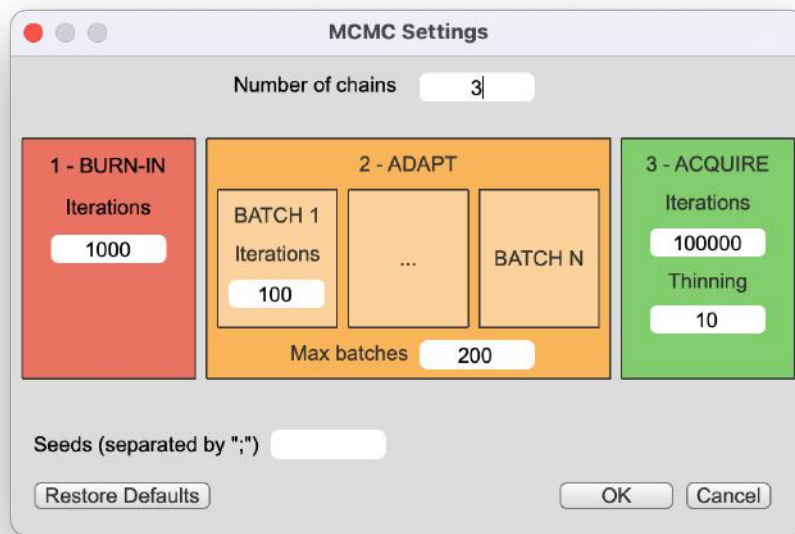 MCMC Settings
Number of chains 3
1 - BURN-IN
Iterations
1000
2 - ADAPT
BATCH 1
Iterations
100
...
BATCH N
Max batches 200
3 - ACQUIRE
Iterations
100000
Thinning
10
Seeds (separated by ";")
Restore Defaults
OK
Cancel